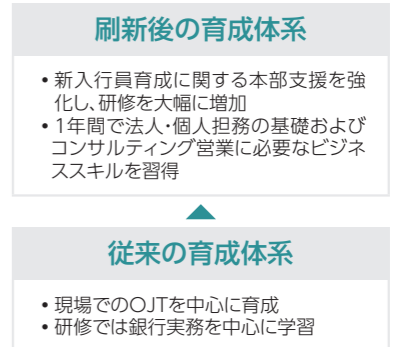 刷新後の育成体系
• 新入行員育成に関する本部支援を強
化し、研修を大幅に増加
• 1年間で法人・個人担務の基礎および
コンサルティング営業に必要なビジネ
ススキルを習得
従来の育成体系
• 現場でのOJTを中心に育成
• 研修では銀行実務を中心に学習